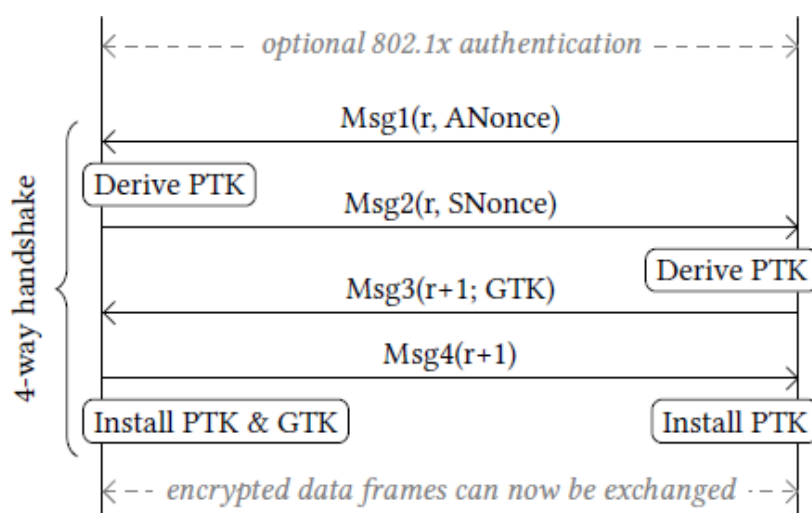 optional 802.1x authentication
Msg1(r, ANonce)
Derive PTK
Msg2(r, SNonce)
Derive PTK
Msg3(r+1; GTK)
Msg4(r+1)
Install PTK & GTK
Install PTK
encrypted data frames can now be exchanged
4-way handshake